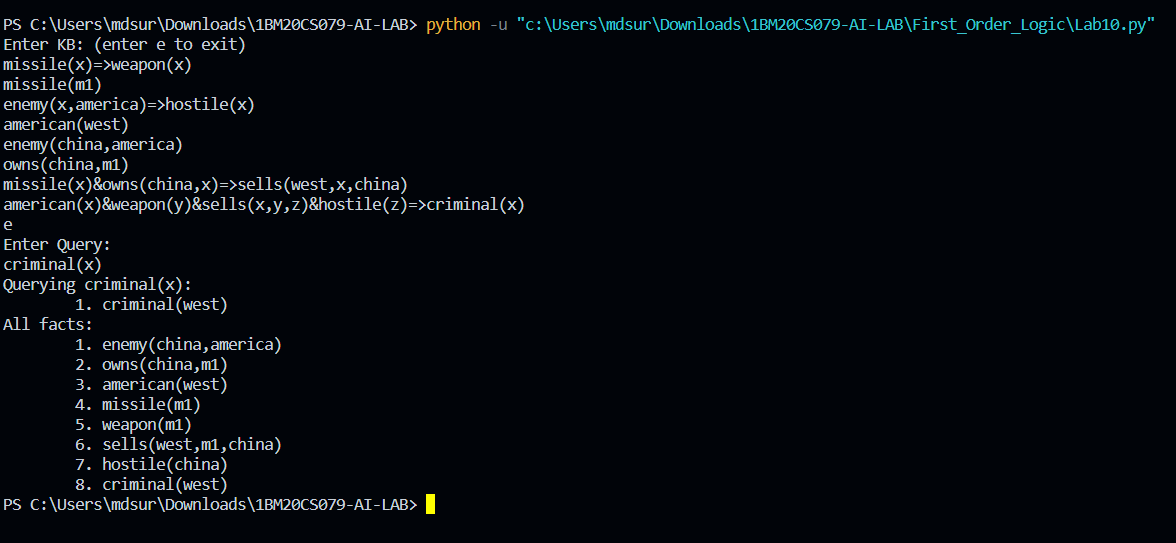 PS C:\Users\mdsur\Downloads\1BM20CS079-AI-LAB> python -u "c:\Users\mdsur\Downloads\1BM20CS079-AI-LAB\First_Order_Logic\Lab10.py"
Enter KB: (enter e to exit)
missile(x)=>weapon(x)
missile(m1)
enemy(x,america)=>hostile(x)
american(west)
enemy(china,america)
owns(china,m1)
missile(x)&owns(china,x)=>sells(west,x,china)
american(x)&weapon(y)&sells(x,y,z)&hostile(z)=>criminal(x)
e
Enter Query:
criminal(x)
Querying criminal(x):
        1. criminal(west)
All facts:
        1. enemy(china,america)
        2. owns(china,m1)
        3. american(west)
        4. missile(m1)
        5. weapon(m1)
        6. sells(west,m1,china)
        7. hostile(china)
        8. criminal(west)
PS C:\Users\mdsur\Downloads\1BM20CS079-AI-LAB>